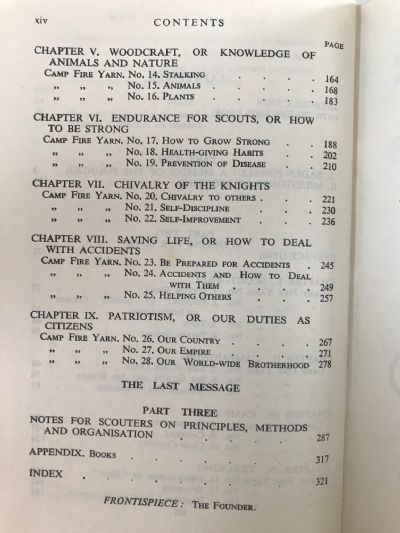 xiv CONTENTS
PAGE
CHAPTER V. WOODCRAFT, OR KNOWLEDGE OF
ANIMALS AND NATURE
CAMP FIRE YARN. No. 14. STALKING . . . . 164
„ „ „ No. 15. ANIMALS . . . . 168
„ „ „ No. 16. PLANTS . . . . 183
CHAPTER VI. ENDURANCE FOR SCOUTS, OR HOW
TO BE STRONG
CAMP FIRE YARN. No. 17. HOW TO GROW STRONG . . 188
„ „ „ No. 18. HEALTH-GIVING HABITS . . 202
„ „ „ No. 19. PREVENTION OF DISEASE . . 210
CHAPTER VII. CHIVALRY OF THE KNIGHTS
CAMP FIRE YARN. No. 20. CHIVALRY TO OTHERS . . 221
„ „ „ No. 21. SELF-DISCIPLINE . . . 230
„ „ „ No. 22. SELF-IMPROVEMENT . . . 236
CHAPTER VIII. SAVING LIFE, OR HOW TO DEAL
WITH ACCIDENTS
CAMP FIRE YARN. No. 23. BE PREPARED FOR ACCIDENTS . 245
„ „ „ No. 24. ACCIDENTS AND HOW TO DEAL
WITH THEM . . . . 249
„ „ „ No. 25. HELPING OTHERS . . . 257
CHAPTER IX. PATRIOTISM, OR OUR DUTIES AS
CITIZENS
CAMP FIRE YARN. No. 26. OUR COUNTRY . . . 267
„ „ „ No. 27. OUR EMPIRE . . . 271
„ „ „ No. 28. OUR WORLD-WIDE BROTHERHOOD 278
THE LAST MESSAGE
PART THREE
NOTES FOR SCOUTERS ON PRINCIPLES, METHODS
AND ORGANISATION . . . . . 287
APPENDIX. BOOKS . . . . . 317
INDEX . . . . . . . 321
FRONTISPIECE: THE FOUNDER.